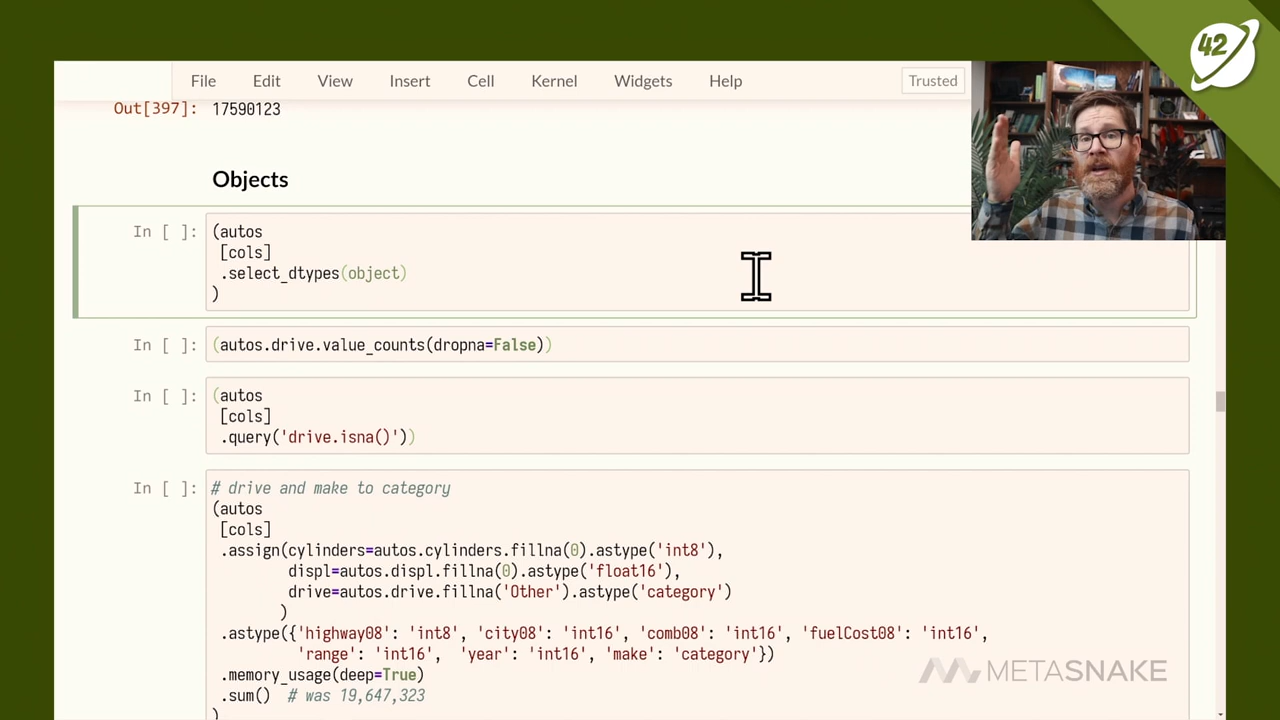 42
File Edit View Insert Cell Kernel Widgets Help Trusted
Out[397]: 17590123
Objects
In [ ]: (autos
[cols]
.select_dtypes(object)
)
In [ ]: (autos.drive.value_counts(dropna=False))
In [ ]: (autos
[cols]
.query('drive.isna()'))
In [ ]: # drive and make to category
(autos
[cols]
.assign(cylinders=autos.cylinders.fillna(0).astype('int8'),
displ=autos.displ.fillna(0).astype('float16'),
drive=autos.drive.fillna('Other').astype('category')
)
.astype({'highway08': 'int8', 'city08': 'int16', 'comb08': 'int16', 'fuelCost08': 'int16',
'range': 'int16', 'year': 'int16', 'make': 'category'})
.memory_usage(deep=True)
.sum() # was 19,647,323
)
METASNAKE